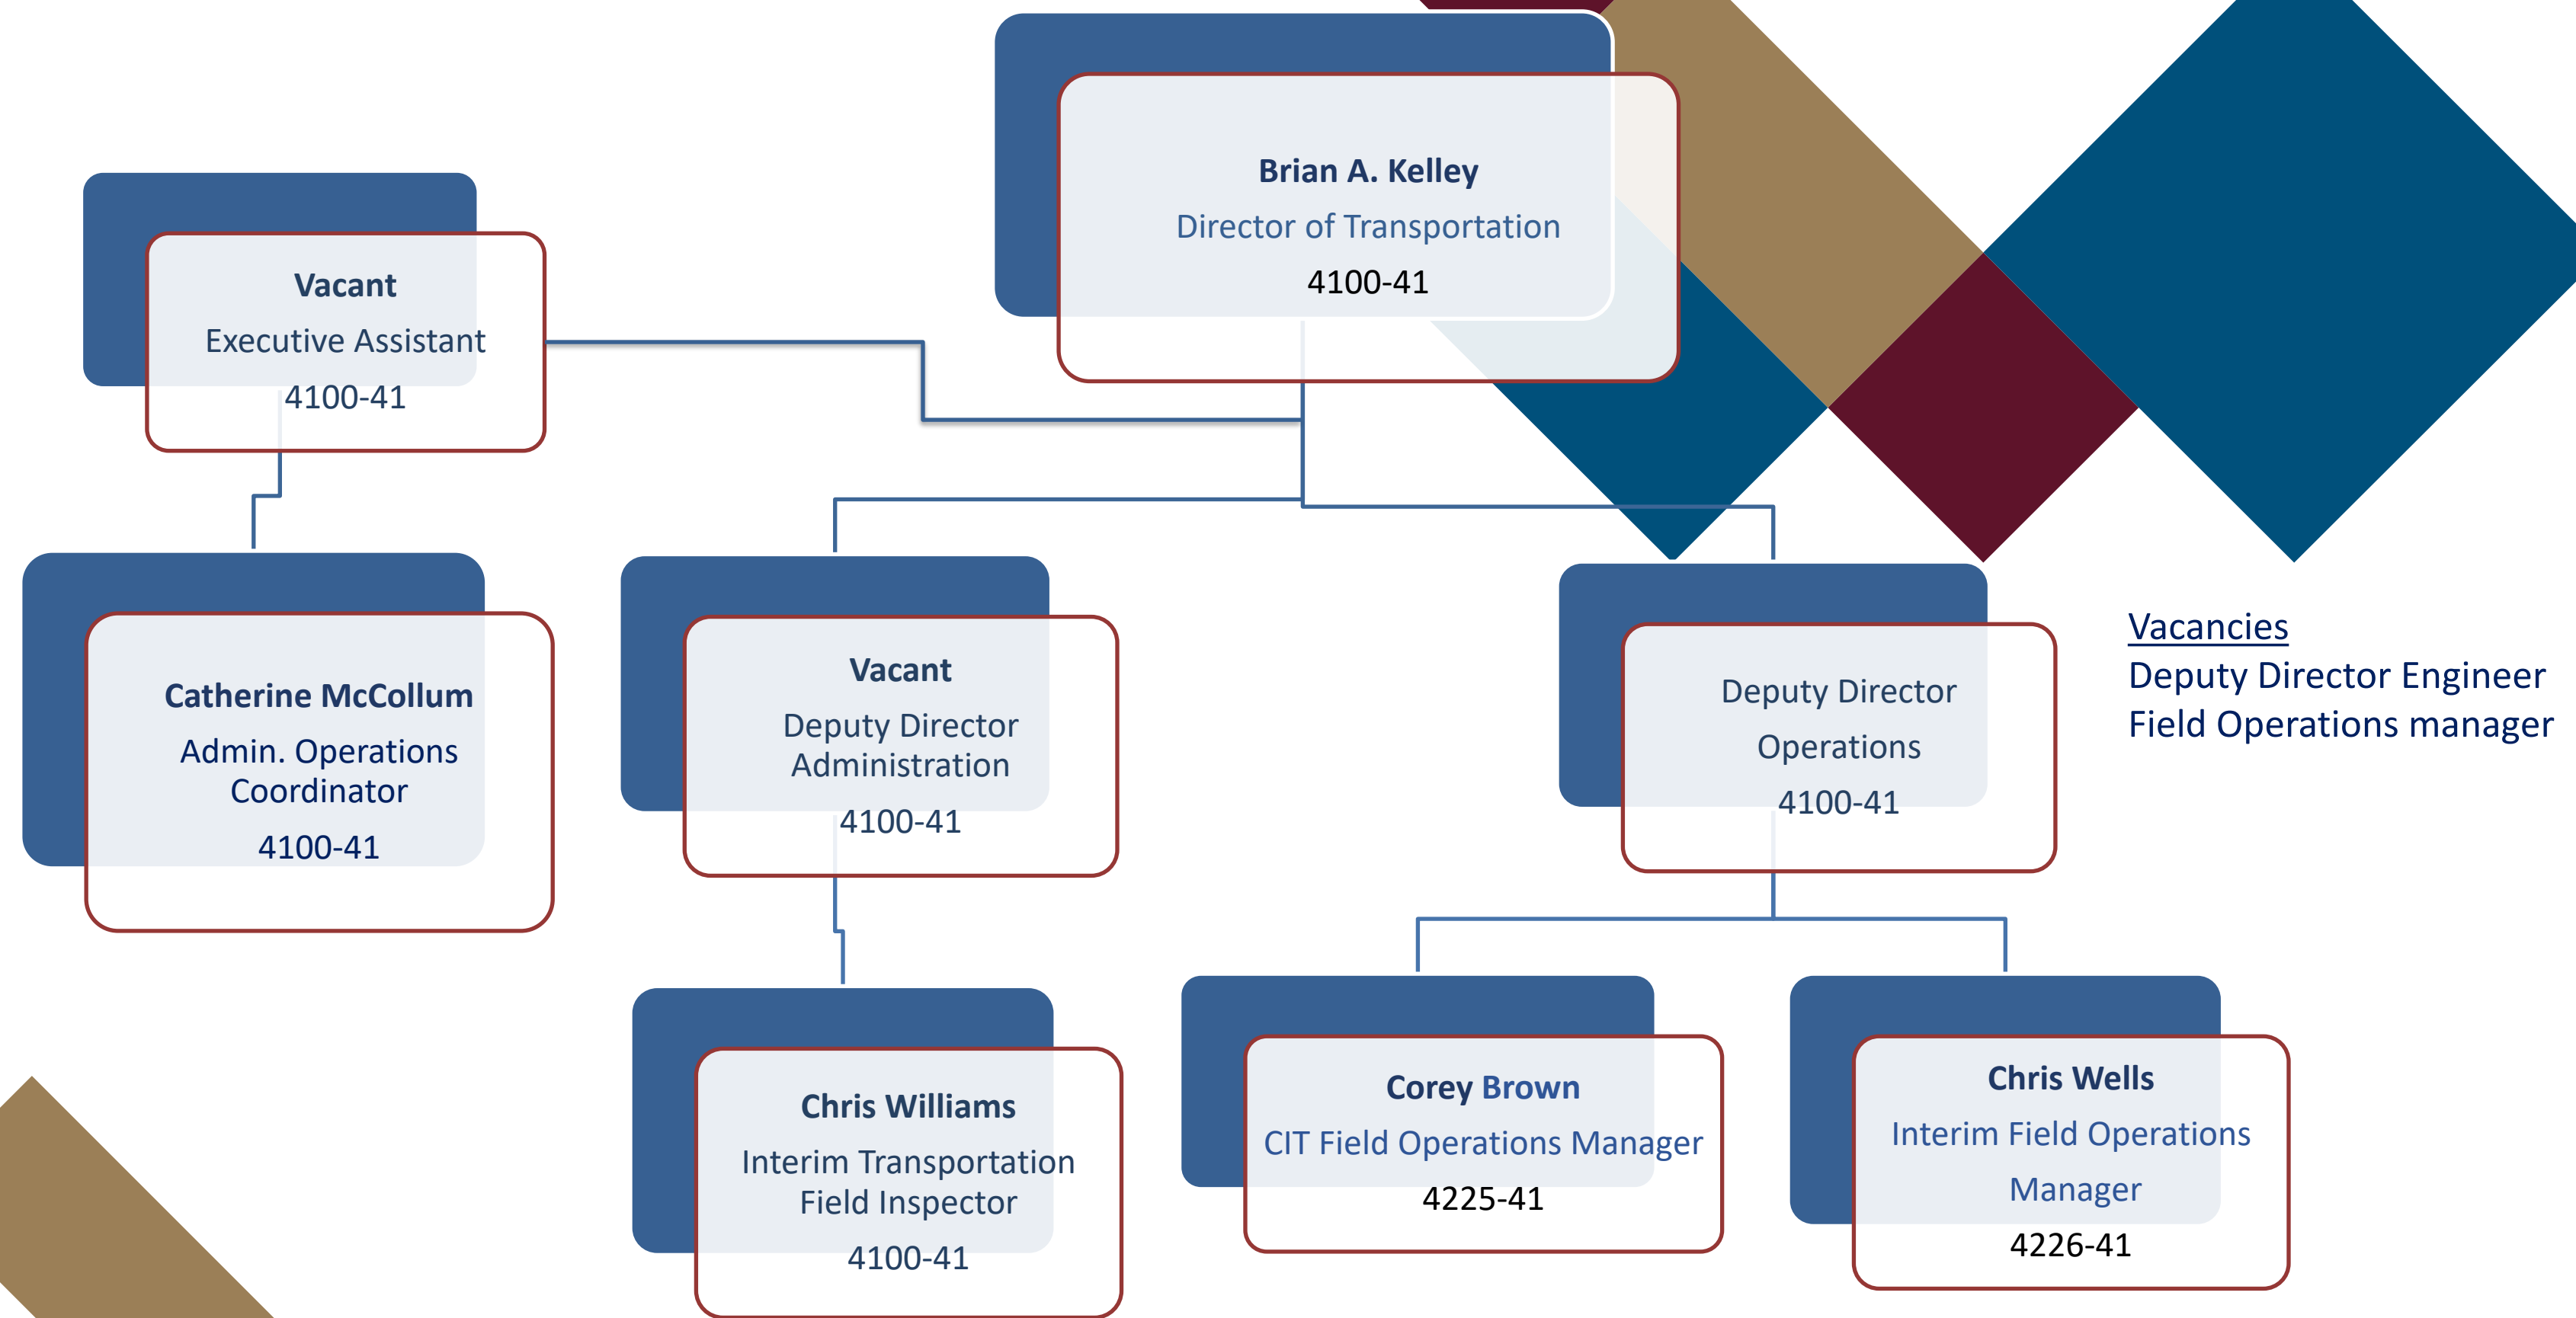 Brian A. Kelley
Director of Transportation
4100-41
Vacant
Executive Assistant
4100-41
Catherine McCollum
Admin. Operations
Coordinator
4100-41
Vacant
Deputy Director
Administration
4100-41
Deputy Director
Operations
4100-41
Vacancies
Deputy Director Engineer
Field Operations manager
Chris Williams
Interim Transportation
Field Inspector
4100-41
Corey Brown
CIT Field Operations Manager
4225-41
Chris Wells
Interim Field Operations
Manager
4226-41